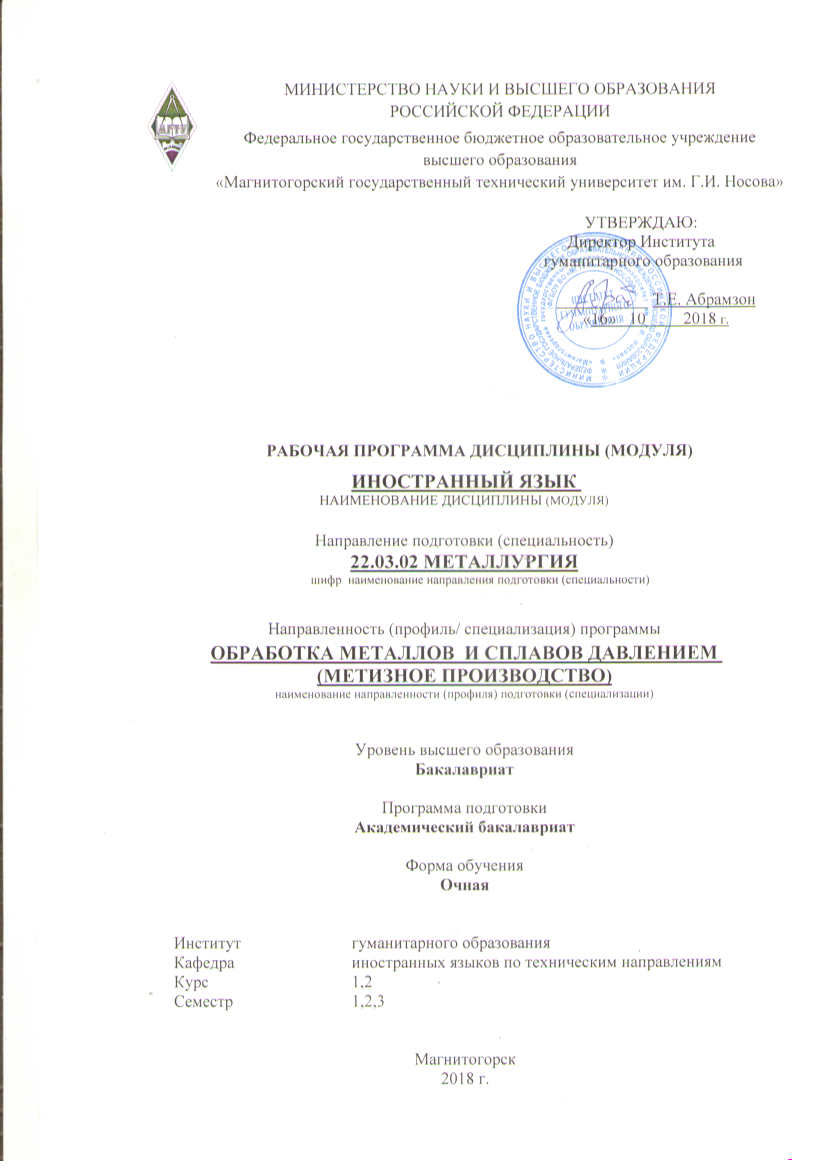 МГТУ
МИНИСТЕРСТВО НАУКИ И ВЫСШЕГО ОБРАЗОВАНИЯ
РОССИЙСКОЙ ФЕДЕРАЦИИ
Федеральное государственное бюджетное образовательное учреждение
высшего образования
«Магнитогорский государственный технический университет им. Г.И. Носова»
УТВЕРЖДАЮ:
Директор Института
гуманитарного образования
Т.Е. Абрамзон
«16» 10 2018 г.
РАБОЧАЯ ПРОГРАММА ДИСЦИПЛИНЫ (МОДУЛЯ)
ИНОСТРАННЫЙ ЯЗЫК
НАИМЕНОВАНИЕ ДИСЦИПЛИНЫ (МОДУЛЯ)
Направление подготовки (специальность)
22.03.02 МЕТАЛЛУРГИЯ
шифр наименование направления подготовки (специальности)
Направленность (профиль/ специализация) программы
ОБРАБОТКА МЕТАЛЛОВ И СПЛАВОВ ДАВЛЕНИЕМ
(МЕТИЗНОЕ ПРОИЗВОДСТВО)
наименование направленности (профиля) подготовки (специализации)
Уровень высшего образования
Бакалавриат
Программа подготовки
Академический бакалавриат
Форма обучения
Очная
Институт гуманитарного образования
Кафедра иностранных языков по техническим направлениям
Курс 1,2
Семестр 1,2,3
Магнитогорск
2018 г.